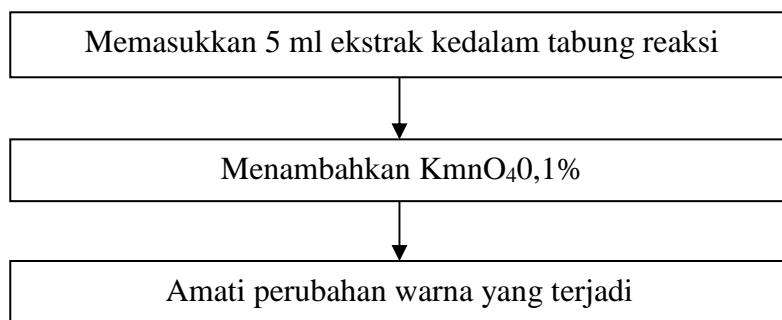 Memasukkan 5 ml ekstrak kedalam tabung reaksi
Menambahkan KmnO₄0,1%
Amati perubahan warna yang terjadi